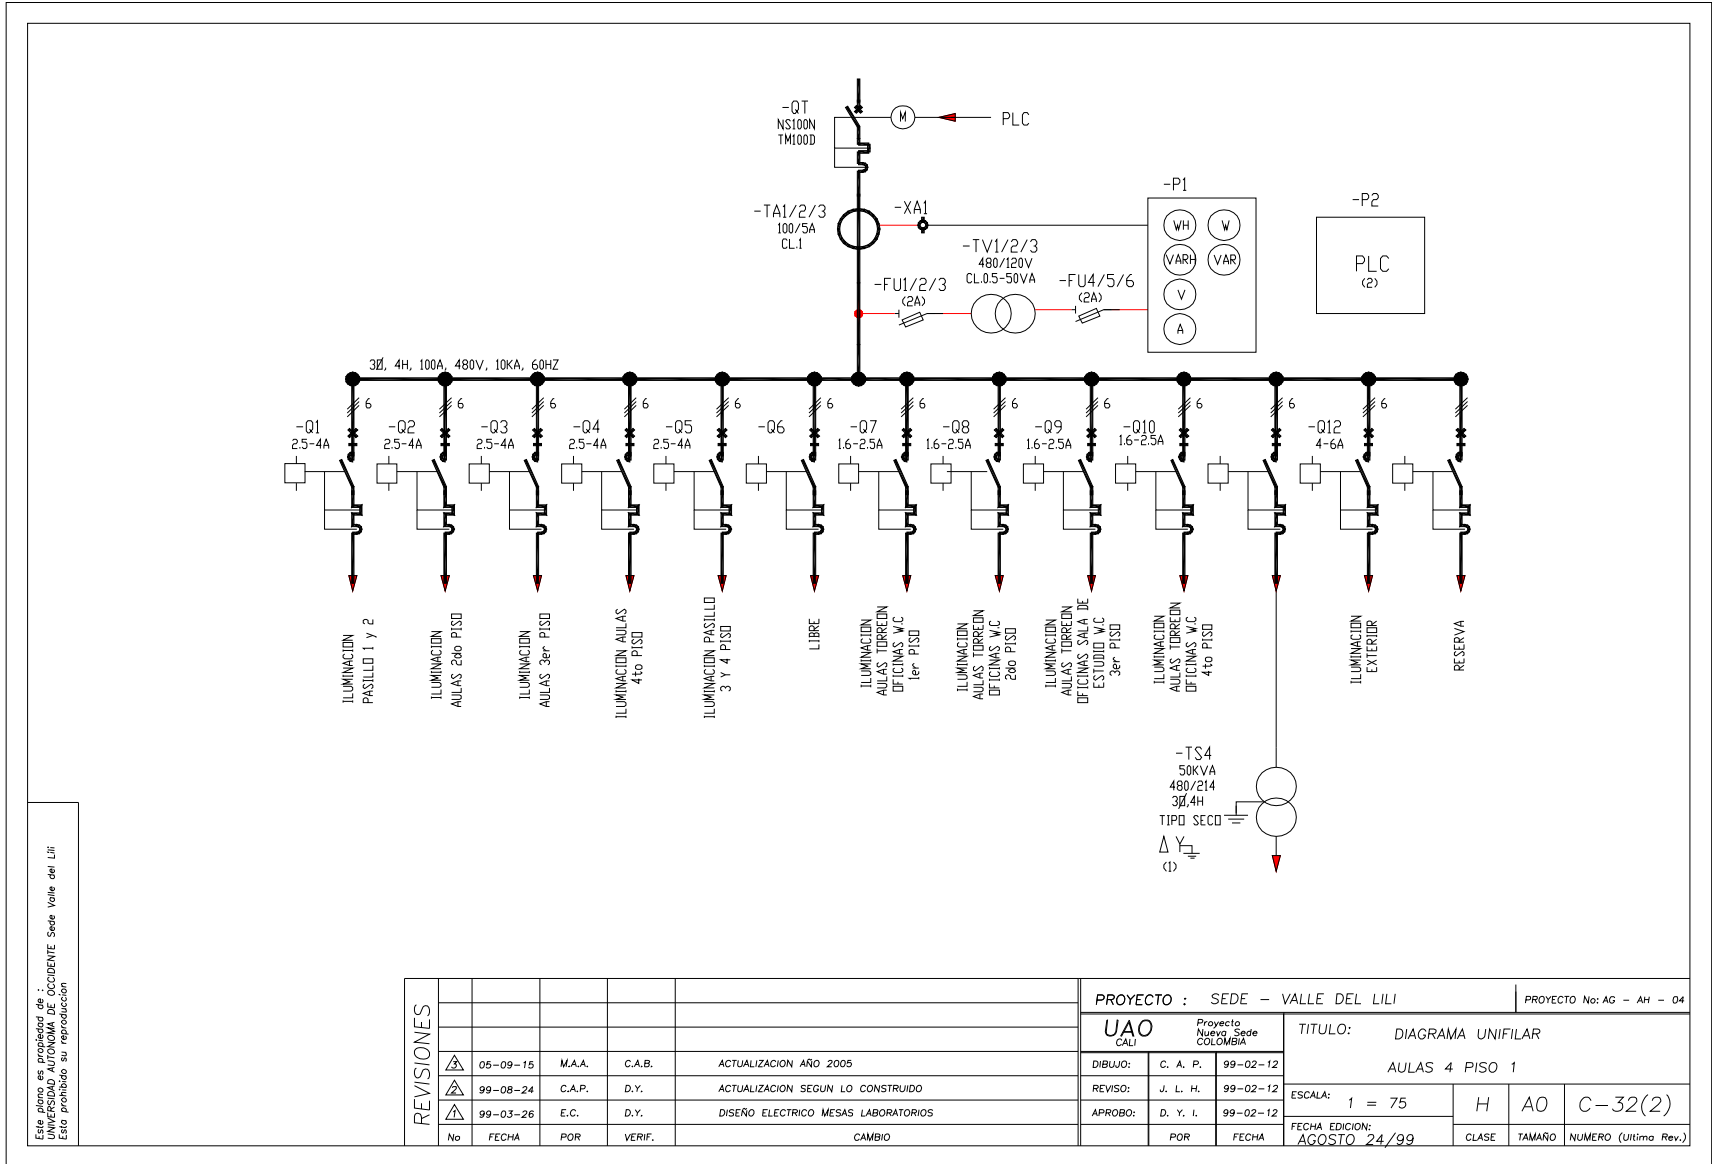 -QT
NS100N
TM100D
M
PLC
-TA1/2/3
100/5A
CL.1
-XA1
-TV1/2/3
480/120V
CL.0.5-50VA
-FU1/2/3
(2A)
-FU4/5/6
(2A)
-P1
WH
W
VARH
VAR
V
A
-P2
PLC
(2)
3Ø, 4H, 100A, 480V, 10KA, 60HZ
6
6
6
6
6
6
6
6
6
6
6
-Q1
2.5-4A
-Q2
2.5-4A
-Q3
2.5-4A
-Q4
2.5-4A
-Q5
2.5-4A
-Q6
-Q7
1.6-2.5A
-Q8
1.6-2.5A
-Q9
1.6-2.5A
-Q10
1.6-2.5A
-Q12
4-6A
ILUMINACION
PASILLO 1 y 2
ILUMINACION
AULAS 2do PISO
ILUMINACION
AULAS 3er PISO
ILUMINACION AULAS
4to PISO
ILUMINACION PASILLO
3 Y 4 PISO
LIBRE
ILUMINACION
AULAS TORREON
OFICINAS W.C
1er PISO
ILUMINACION
AULAS TORREON
OFICINAS W.C
2do PISO
ILUMINACION
AULAS TORREON
OFICINAS SALA DE
ESTUDIO W.C
3er PISO
ILUMINACION
AULAS TORREON
OFICINAS W.C
4to PISO
ILUMINACION
EXTERIOR
RESERVA
-TS4
50KVA
480/214
3Ø,4H
TIPO SECO
Δ Y
(1)
Este plano es propiedad de :
UNIVERSIDAD AUTONOMA DE OCCIDENTE Sede Valle del Lili
Esta prohibido su reproduccion
REVISIONES
3 05-09-15 M.A.A. C.A.B. ACTUALIZACION AÑO 2005
2 99-08-24 C.A.P. D.Y. ACTUALIZACION SEGUN LO CONSTRUIDO
1 99-03-26 E.C. D.Y. DISEÑO ELECTRICO MESAS LABORATORIOS
No FECHA POR VERIF. CAMBIO
PROYECTO : SEDE - VALLE DEL LILI
PROYECTO No: AG - AH - 04
UAO
CALI
Proyecto
Nueva Sede
COLOMBIA
TITULO: DIAGRAMA UNIFILAR
AULAS 4 PISO 1
DIBUJO: C. A. P. 99-02-12
REVISO: J. L. H. 99-02-12
APROBO: D. Y. I. 99-02-12
POR FECHA
ESCALA: 1 = 75
FECHA EDICION:
AGOSTO 24/99
H A0 C-32(2)
CLASE TAMAÑO NUMERO (Ultima Rev.)